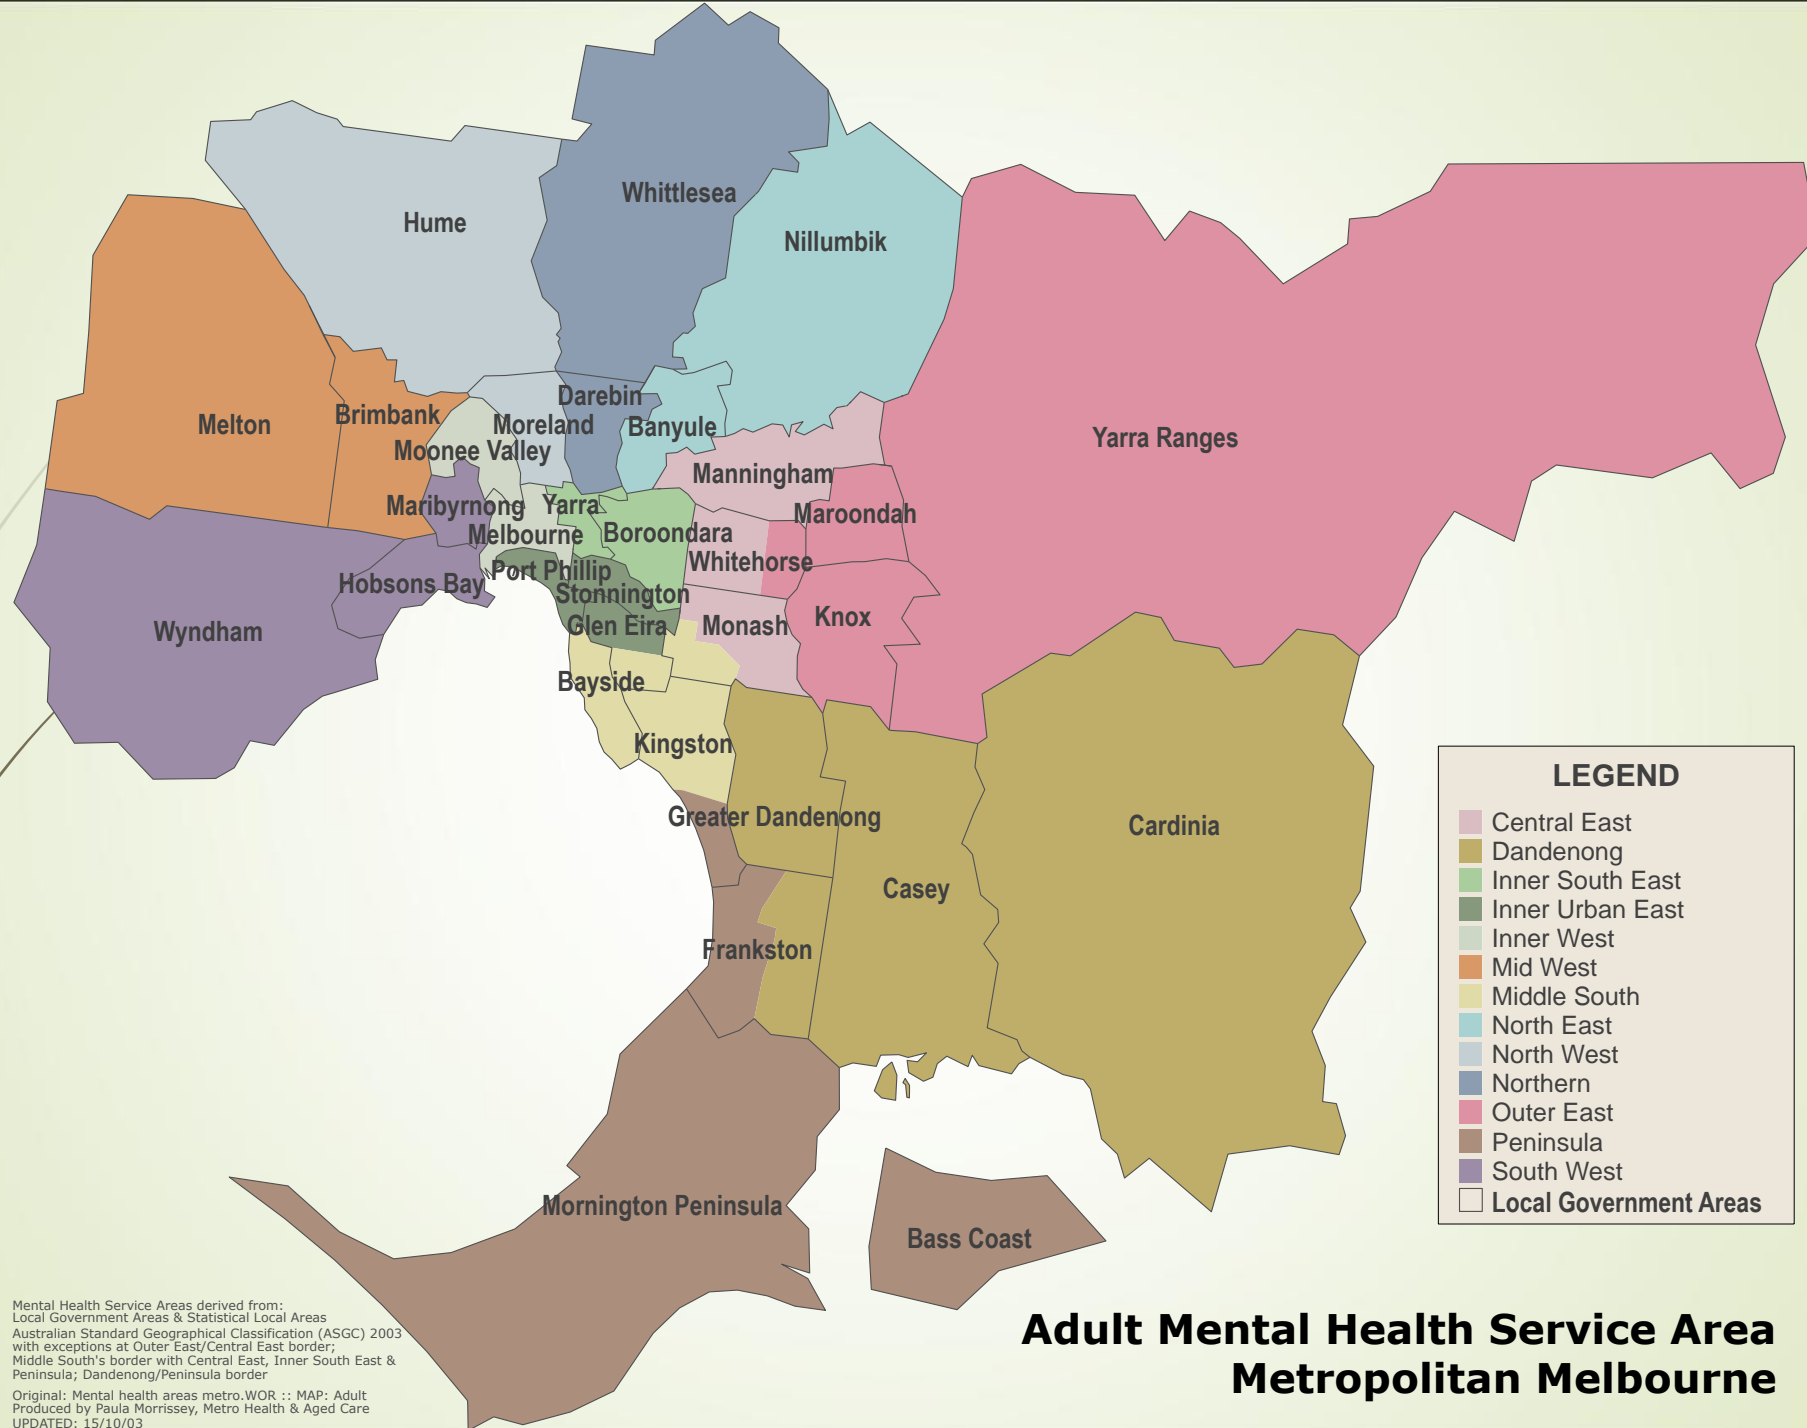 Whittlesea
Hume
Nillumbik
Darebin
Brimbank
Melton
Moreland
Banyule
Yarra Ranges
Moonee Valley
Manningham
Maribyrnong
Yarra
Maroondah
Melbourne
Boroondara
Whitehorse
Port Phillip
Hobsons Bay
Stonnington
Knox
Glen Eira
Monash
Wyndham
Bayside
Kingston
Greater Dandenong
Cardinia
Casey
Frankston
Mornington Peninsula
Bass Coast
LEGEND
Central East
Dandenong
Inner South East
Inner Urban East
Inner West
Mid West
Middle South
North East
North West
Northern
Outer East
Peninsula
South West
Local Government Areas
Mental Health Service Areas derived from:
Local Government Areas & Statistical Local Areas
Australian Standard Geographical Classification (ASGC) 2003
with exceptions at Outer East/Central East border;
Middle South's border with Central East, Inner South East &
Peninsula; Dandenong/Peninsula border
Original: Mental health areas metro.WOR :: MAP: Adult
Produced by Paula Morrissey, Metro Health & Aged Care
UPDATED: 15/10/03
Adult Mental Health Service Area
Metropolitan Melbourne